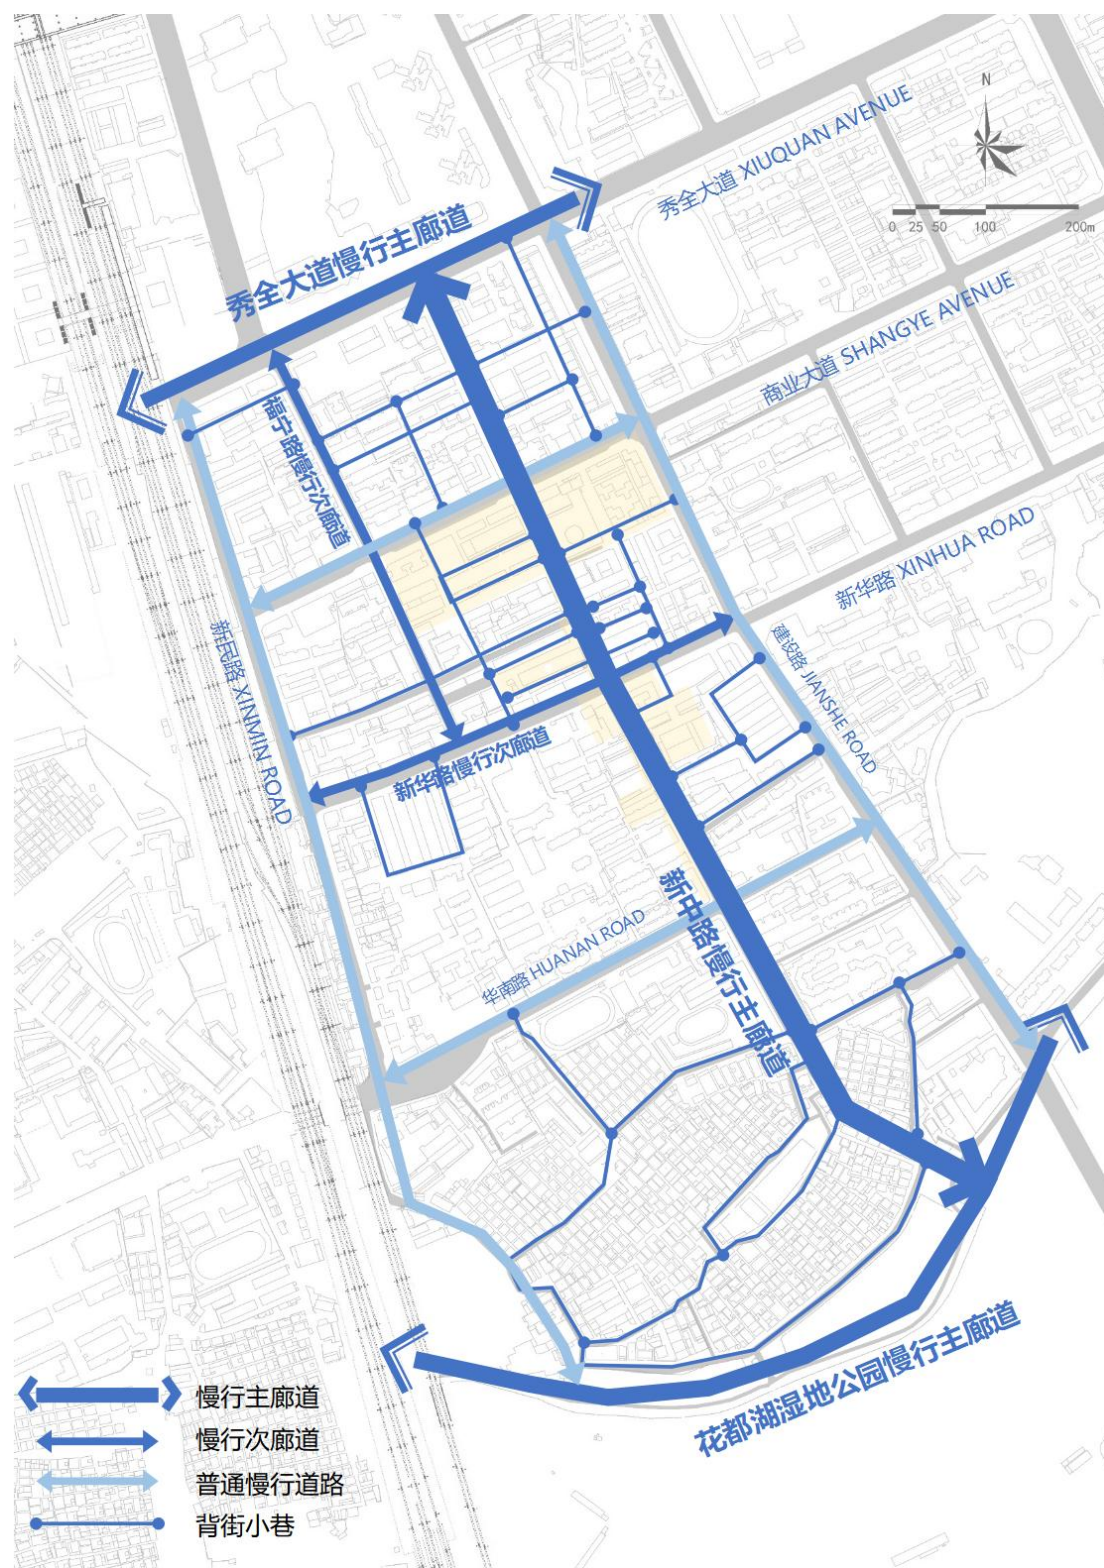 N
秀全大道 XIUQUAN AVENUE
0 25 50 100 200m
秀全大道慢行主廊道
商业大道 SHANGYE AVENUE
福宁路慢行次廊道
新华路 XINHUA ROAD
新民路 XINMIN ROAD
建设路 JIANSHE ROAD
新华路慢行次廊道
新中路慢行主廊道
华南路 HUANAN ROAD
花都湖湿地公园慢行主廊道
慢行主廊道
慢行次廊道
普通慢行道路
背街小巷